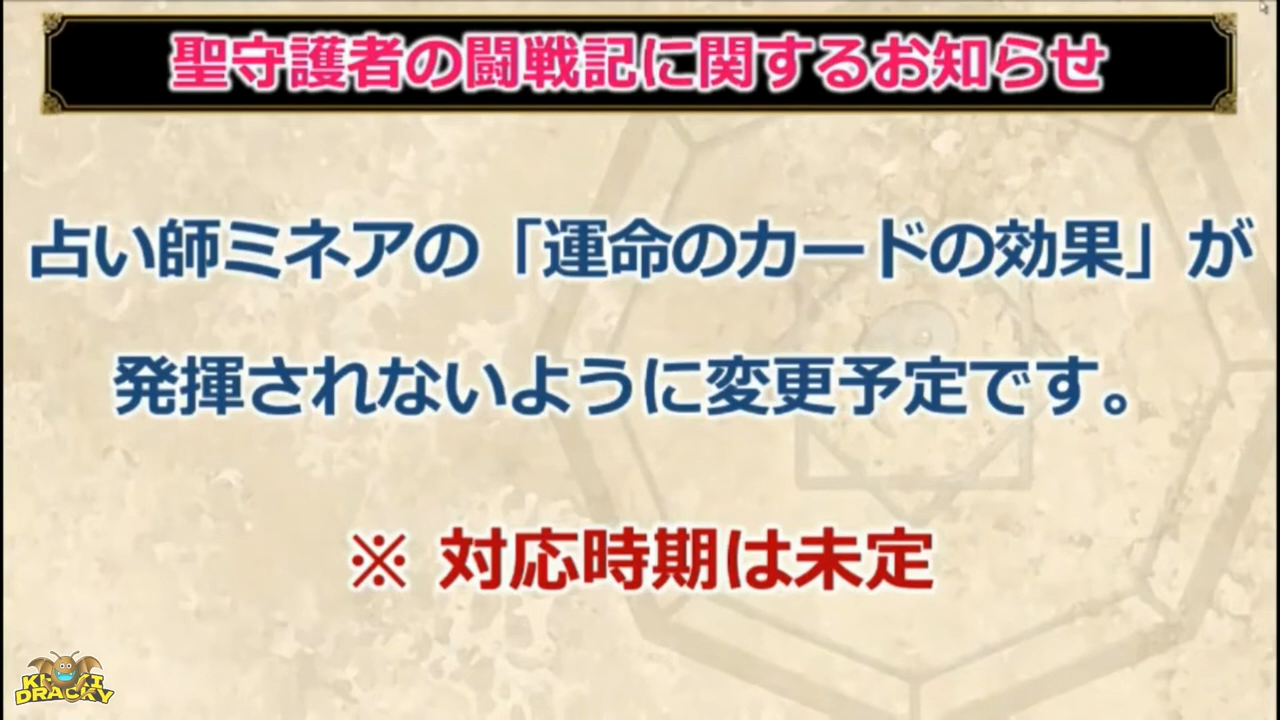 聖守護者の闘戦記に関するお知らせ
占い師ミネアの「運命のカードの効果」が
発揮されないように変更予定です。
※ 対応時期は未定
DRACKY